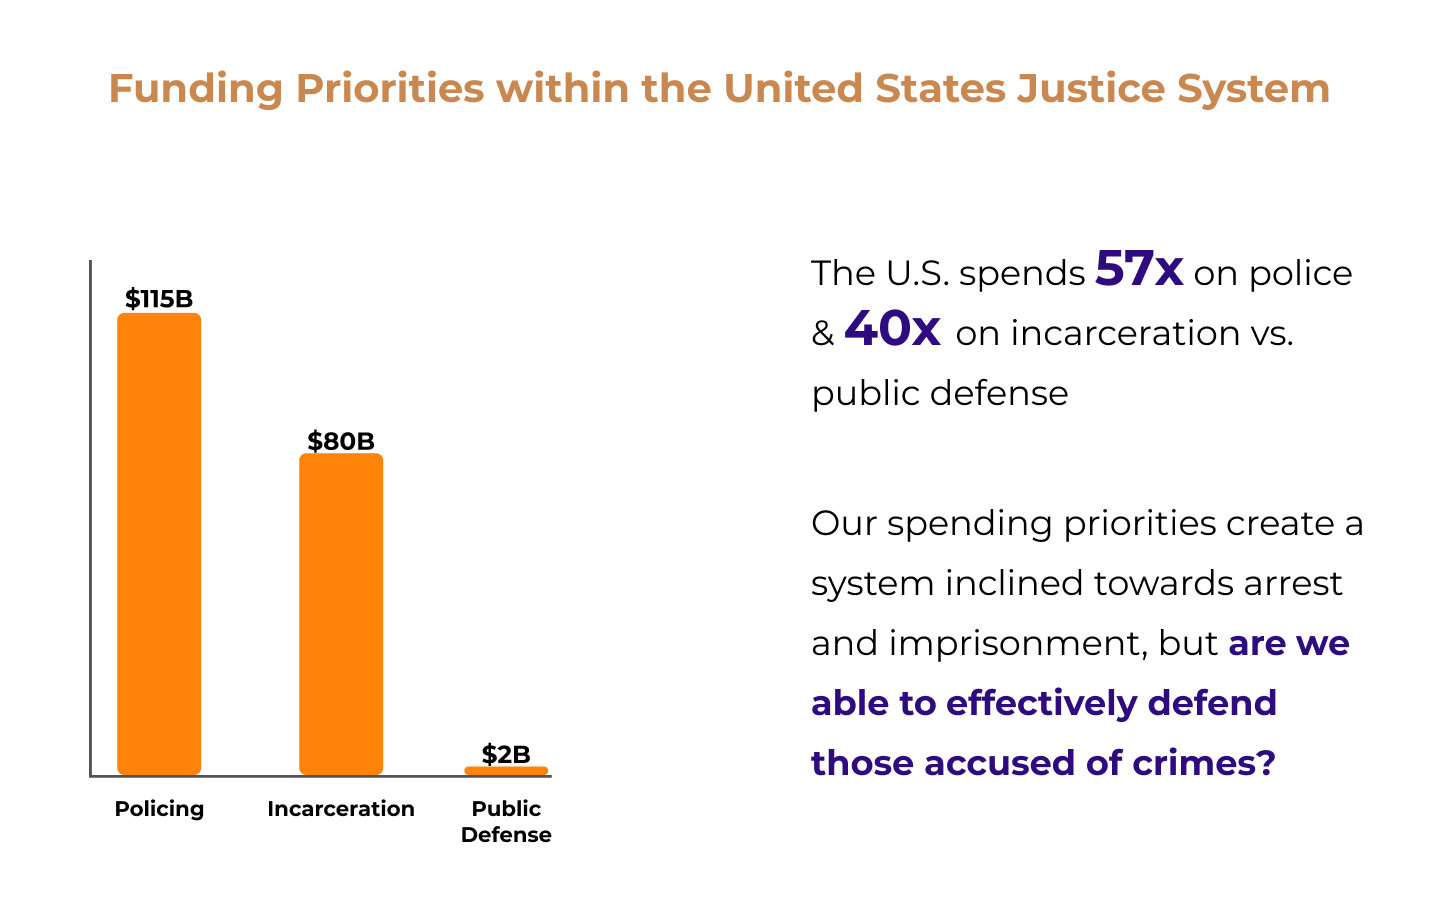 Funding Priorities within the United States Justice System
$115B
$80B
$2B
Policing
Incarceration
Public
Defense
The U.S. spends 57x on police
& 40x on incarceration vs.
public defense
Our spending priorities create a
system inclined towards arrest
and imprisonment, but are we
able to effectively defend
those accused of crimes?